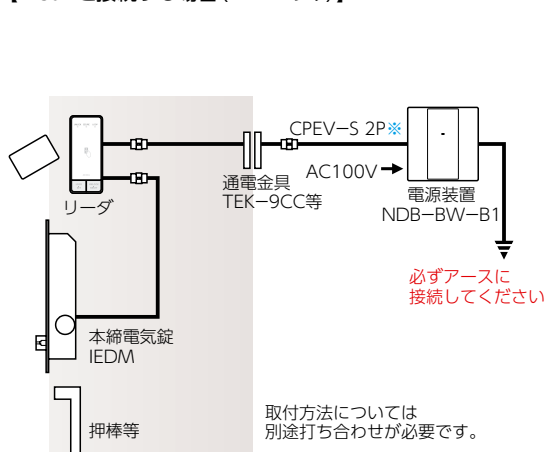 CPEV−S 2P※
AC100V
通電金具
TEK−9CC等
電源装置
NDB−BW−B1
リーダ
必ずアースに
接続してください
本締電気錠
IEDM
押棒等
取付方法については
別途打ち合わせが必要です。